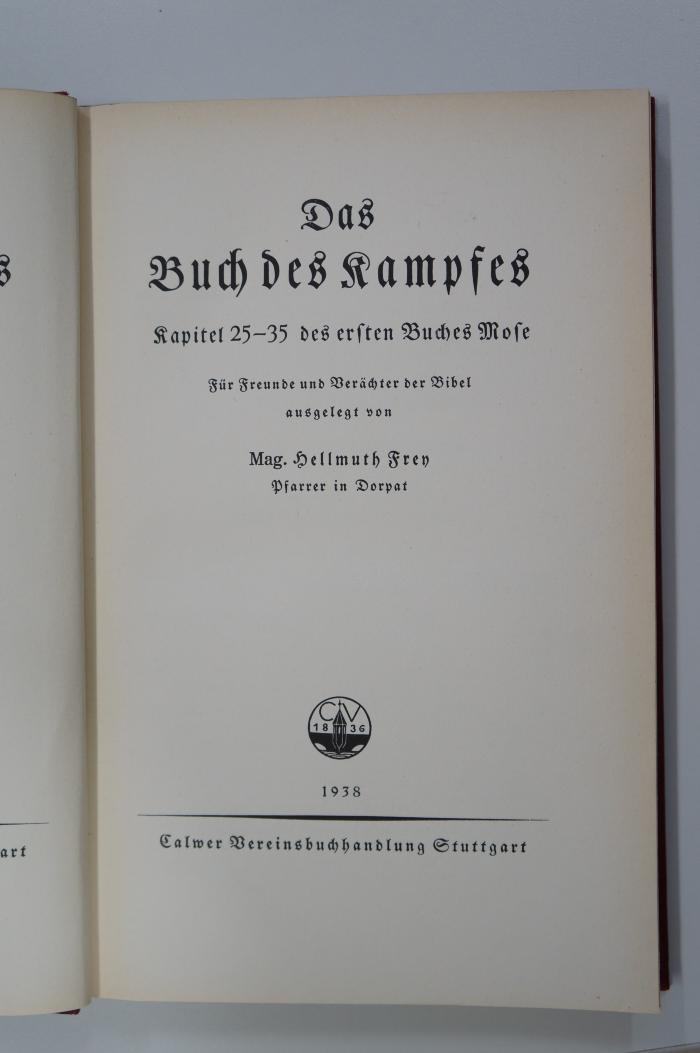 s
art
Das
Buch des Kampfes
Kapitel 25–35 des ersten Buches Mose
Für Freunde und Verächter der Bibel
ausgelegt von
Mag. Hellmuth Frey
Pfarrer in Dorpat
CV
1836
1938
Calwer Vereinsbuchhandlung Stuttgart